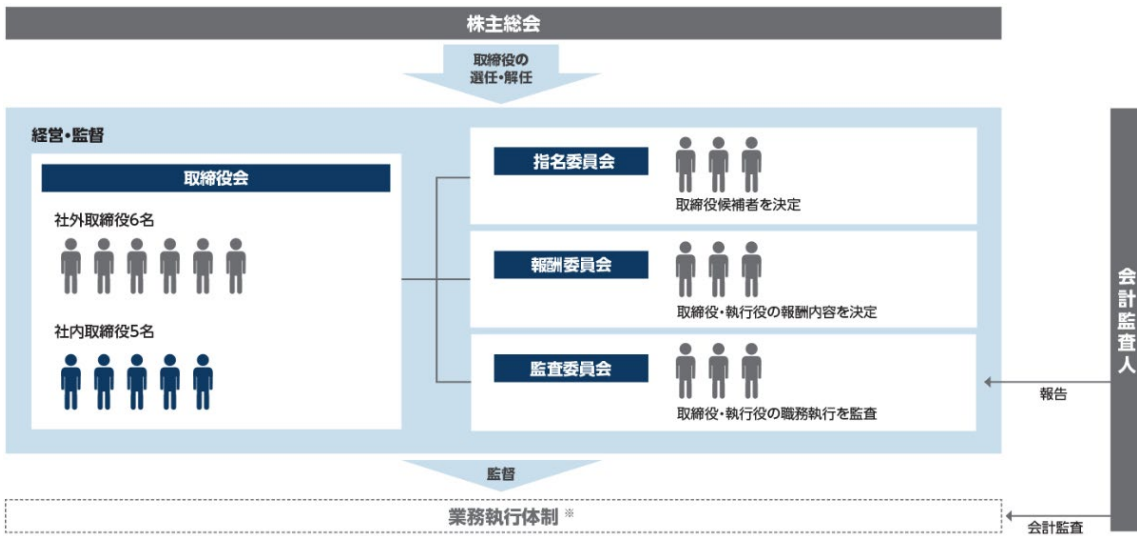 株主総会
取締役の
選任・解任
経営・監督
取締役会
社外取締役6名
社内取締役5名
指名委員会
取締役候補者を決定
報酬委員会
取締役・執行役の報酬内容を決定
監査委員会
取締役・執行役の職務執行を監査
会計監査人
報告
監督
業務執行体制 ※
会計監査